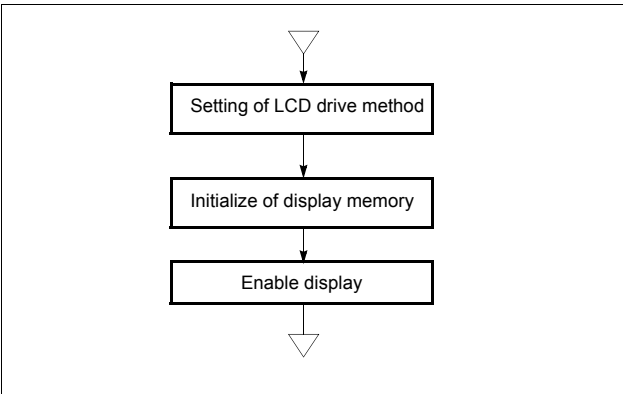 Setting of LCD drive method
Initialize of display memory
Enable display